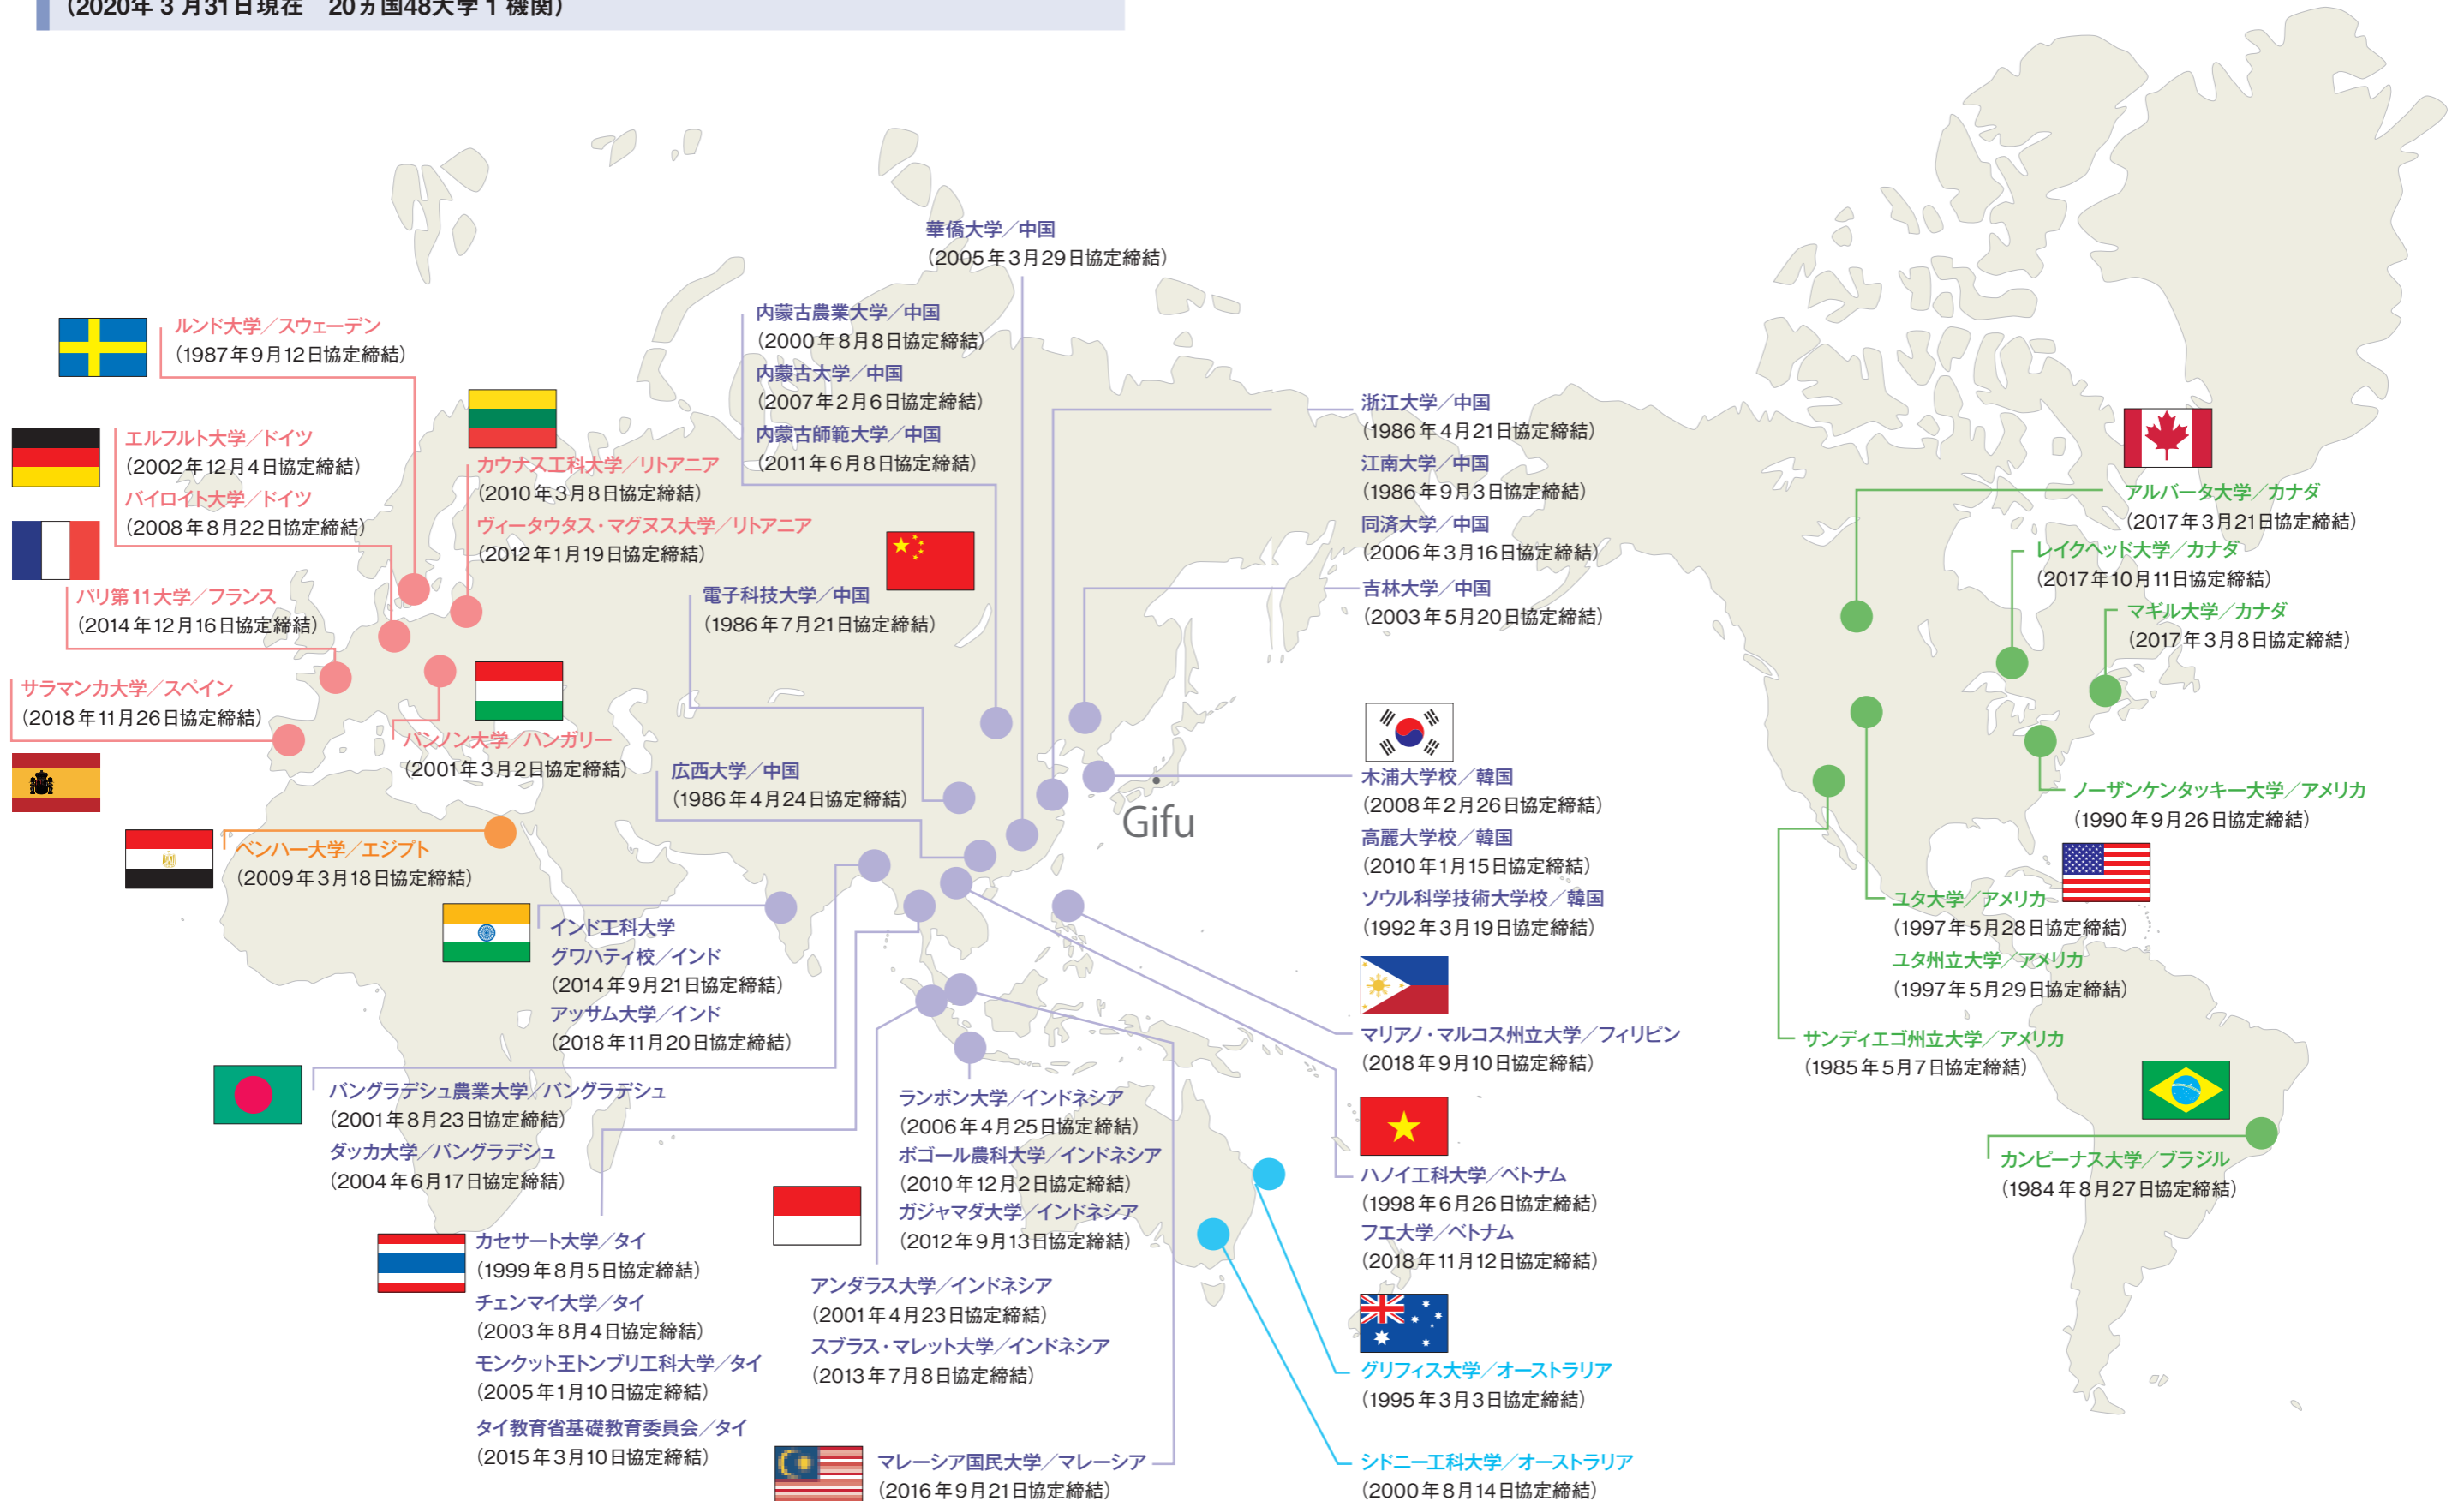 (2020年3月31日現在　20ヵ国48大学1機関)
華僑大学／中国
(2005年3月29日協定締結)
内蒙古農業大学／中国
(2000年8月8日協定締結)
内蒙古大学／中国
(2007年2月6日協定締結)
内蒙古師範大学／中国
(2011年6月8日協定締結)
ルンド大学／スウェーデン
(1987年9月12日協定締結)
エルフルト大学／ドイツ
(2002年12月4日協定締結)
バイロイト大学／ドイツ
(2008年8月22日協定締結)
カウナス工科大学／リトアニア
(2010年3月8日協定締結)
ヴィータウタス・マグヌス大学／リトアニア
(2012年1月19日協定締結)
パリ第11大学／フランス
(2014年12月16日協定締結)
サラマンカ大学／スペイン
(2018年11月26日協定締結)
パンノン大学／ハンガリー
(2001年3月2日協定締結)
電子科技大学／中国
(1986年7月21日協定締結)
広西大学／中国
(1986年4月24日協定締結)
浙江大学／中国
(1986年4月21日協定締結)
江南大学／中国
(1986年9月3日協定締結)
同済大学／中国
(2006年3月16日協定締結)
吉林大学／中国
(2003年5月20日協定締結)
Gifu
木浦大学校／韓国
(2008年2月26日協定締結)
高麗大学校／韓国
(2010年1月15日協定締結)
ソウル科学技術大学校／韓国
(1992年3月19日協定締結)
アルバータ大学／カナダ
(2017年3月21日協定締結)
レイクヘッド大学／カナダ
(2017年10月11日協定締結)
マギル大学／カナダ
(2017年3月8日協定締結)
ノーザンケンタッキー大学／アメリカ
(1990年9月26日協定締結)
ユタ大学／アメリカ
(1997年5月28日協定締結)
ユタ州立大学／アメリカ
(1997年5月29日協定締結)
サンディエゴ州立大学／アメリカ
(1985年5月7日協定締結)
カンピーナス大学／ブラジル
(1984年8月27日協定締結)
ベンハー大学／エジプト
(2009年3月18日協定締結)
インド工科大学
グワハティ校／インド
(2014年9月21日協定締結)
アッサム大学／インド
(2018年11月20日協定締結)
バングラデシュ農業大学／バングラデシュ
(2001年8月23日協定締結)
ダッカ大学／バングラデシュ
(2004年6月17日協定締結)
カセサート大学／タイ
(1999年8月5日協定締結)
チェンマイ大学／タイ
(2003年8月4日協定締結)
モンクット王トンブリ工科大学／タイ
(2005年1月10日協定締結)
タイ教育省基礎教育委員会／タイ
(2015年3月10日協定締結)
ランポン大学／インドネシア
(2006年4月25日協定締結)
ボゴール農科大学／インドネシア
(2010年12月2日協定締結)
ガジャマダ大学／インドネシア
(2012年9月13日協定締結)
アンダラス大学／インドネシア
(2001年4月23日協定締結)
スブラス・マレット大学／インドネシア
(2013年7月8日協定締結)
マレーシア国民大学／マレーシア
(2016年9月21日協定締結)
マリアノ・マルコス州立大学／フィリピン
(2018年9月10日協定締結)
ハノイ工科大学／ベトナム
(1998年6月26日協定締結)
フエ大学／ベトナム
(2018年11月12日協定締結)
グリフィス大学／オーストラリア
(1995年3月3日協定締結)
シドニー工科大学／オーストラリア
(2000年8月14日協定締結)